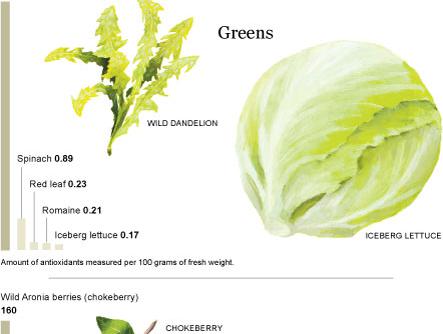 Greens
WILD DANDELION
Spinach 0.89
Red leaf 0.23
Romaine 0.21
Iceberg lettuce 0.17
ICEBERG LETTUCE
Amount of antioxidants measured per 100 grams of fresh weight.
Wild Aronia berries (chokeberry)
160
CHOKEBERRY